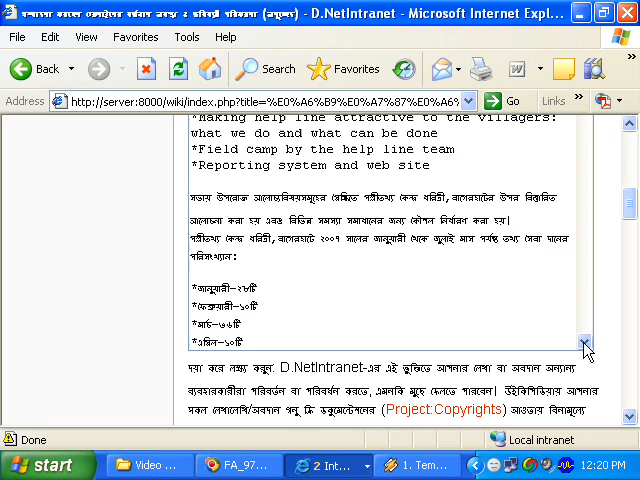 (অনুচ্ছেদ) - D.NetIntranet - Microsoft Internet Expl...
File Edit View Favorites Tools Help
Back Search Favorites
Address http://server:8000/wiki/index.php?title=%E0%A6%B9%E0%A7%87%E0%A6% Go Links
*Making help line attractive to the villagers:
what we do and what can be done
*Field camp by the help line team
*Reporting system and web site
সভায় উপরোক্ত আলোচ্যবিষয়সমূহের প্রেক্ষিতে পল্লীতথ্য কেন্দ্র ধরিত্রী, বাগেরহাটের উপর বিস্তারিত
আলোচনা করা হয় এবং বিভিন্ন সমস্যা সমাধানের জন্য কৌশল নির্ধারণ করা হয়।
পল্লীতথ্য কেন্দ্র ধরিত্রী, বাগেরহাটে ২০০৭ সালের জানুয়ারী থেকে জুলাই মাস পর্যন্ত তথ্য সেবা দানের
পরিসংখ্যান:
*জানুয়ারী-২৮টি
*ফেব্রুয়ারী-১০টি
*মার্চ-৩৬টি
*এপ্রিল-১০টি
দয়া করে লক্ষ্য করুন: D.NetIntranet-এর এই ভুক্তিতে আপনার লেখা বা অবদান অন্যান্য
ব্যবহারকারীরা পরিবর্তন বা পরিবর্ধন করতে, এমনকি মুছে ফেলতে পারবেন। উইকিপিডিয়ায় আপনার
সকল লেখালেখি/অবদান গনু ফ্রি ডকুমেন্টেশনের (Project:Copyrights) আওতায় বিনামূল্যে
Done Local intranet
start Video ... FA_97... 2 Int... 1. Tem... 12:20 PM